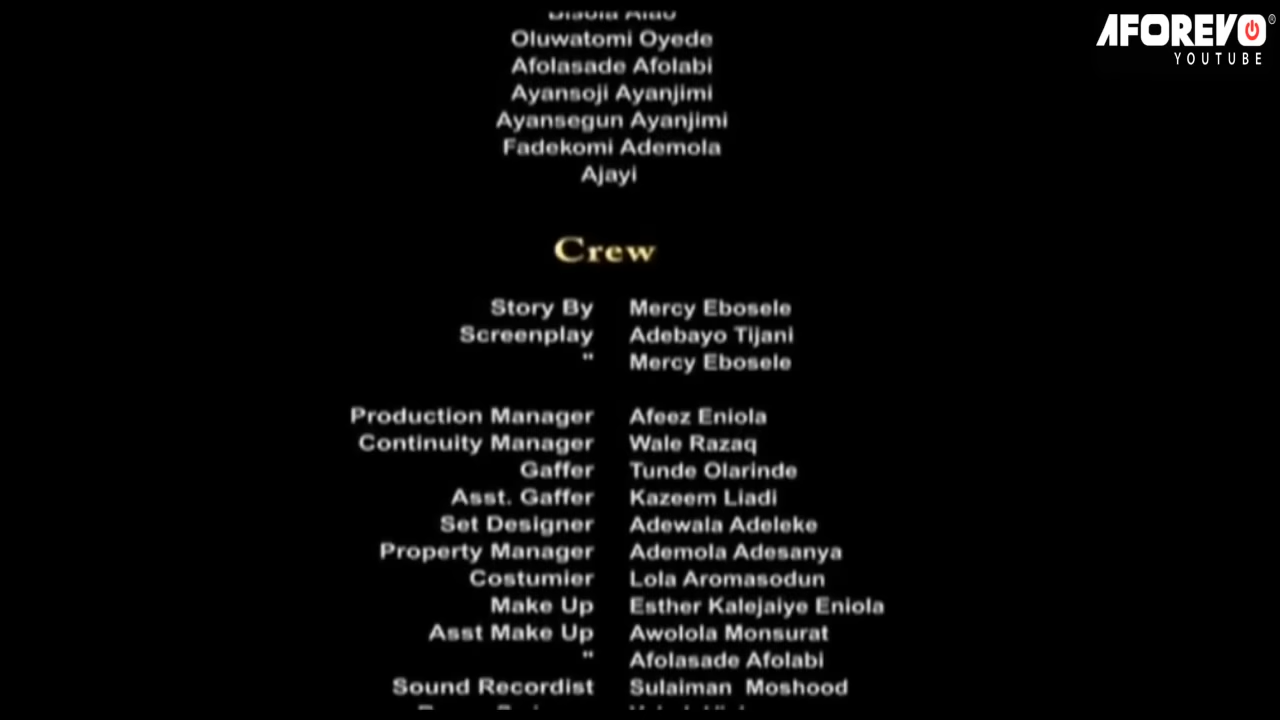 AFOREVO
YOUTUBE
Oluwatomi Oyede
Afolasade Afolabi
Ayansoji Ayanjimi
Ayansegun Ayanjimi
Fadekomi Ademola
Ajayi
Crew
Story By Mercy Ebosele
Screenplay Adebayo Tijani
" Mercy Ebosele
Production Manager Afeez Eniola
Continuity Manager Wale Razaq
Gaffer Tunde Olarinde
Asst. Gaffer Kazeem Liadi
Set Designer Adewala Adeleke
Property Manager Ademola Adesanya
Costumier Lola Aromasodun
Make Up Esther Kalejaiye Eniola
Asst Make Up Awolola Monsurat
" Afolasade Afolabi
Sound Recordist Sulaiman Moshood